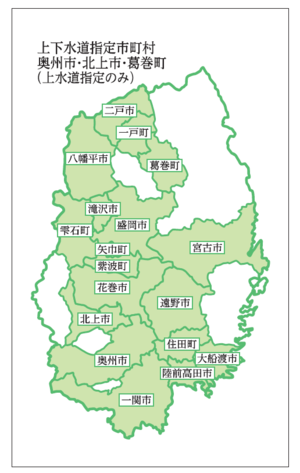 上下水道指定市町村
奥州市・北上市・葛巻町
（上水道指定のみ）
二戸市
一戸町
八幡平市
葛巻町
滝沢市
盛岡市
雫石町
宮古市
矢巾町
紫波町
花巻市
遠野市
北上市
住田町
大船渡市
奥州市
陸前高田市
一関市